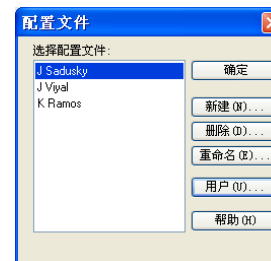 配置文件
选择配置文件:
J Sadusky
J Viyal
K Ramos
确定
新建(N)...
删除(D)...
重命名(E)...
用户(U)...
帮助(H)